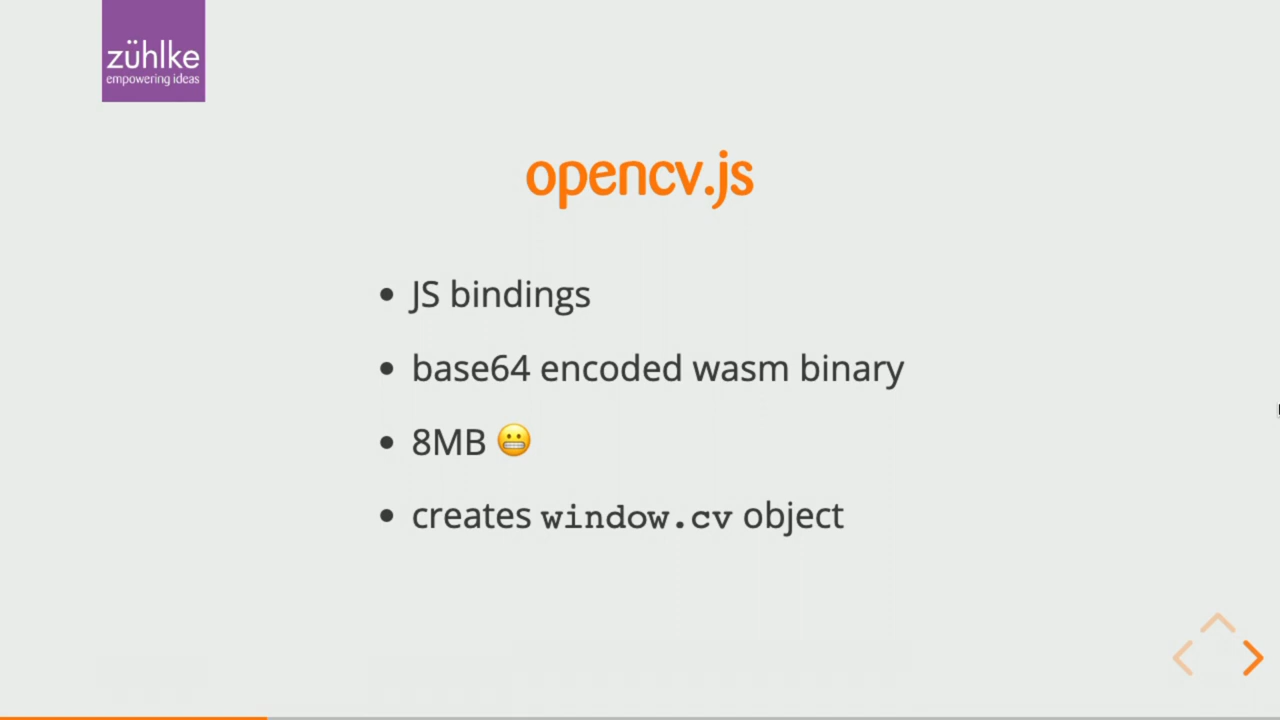 zühlke
empowering ideas
opencv.js
• JS bindings
• base64 encoded wasm binary
• 8MB 😬
• creates window.cv object